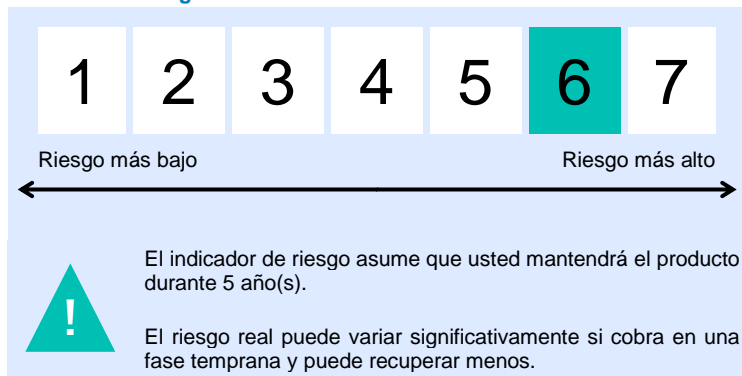 1 2 3 4 5 6 7
Riesgo más bajo Riesgo más alto
El indicador de riesgo asume que usted mantendrá el producto
durante 5 año(s).
!
El riesgo real puede variar significativamente si cobra en una
fase temprana y puede recuperar menos.